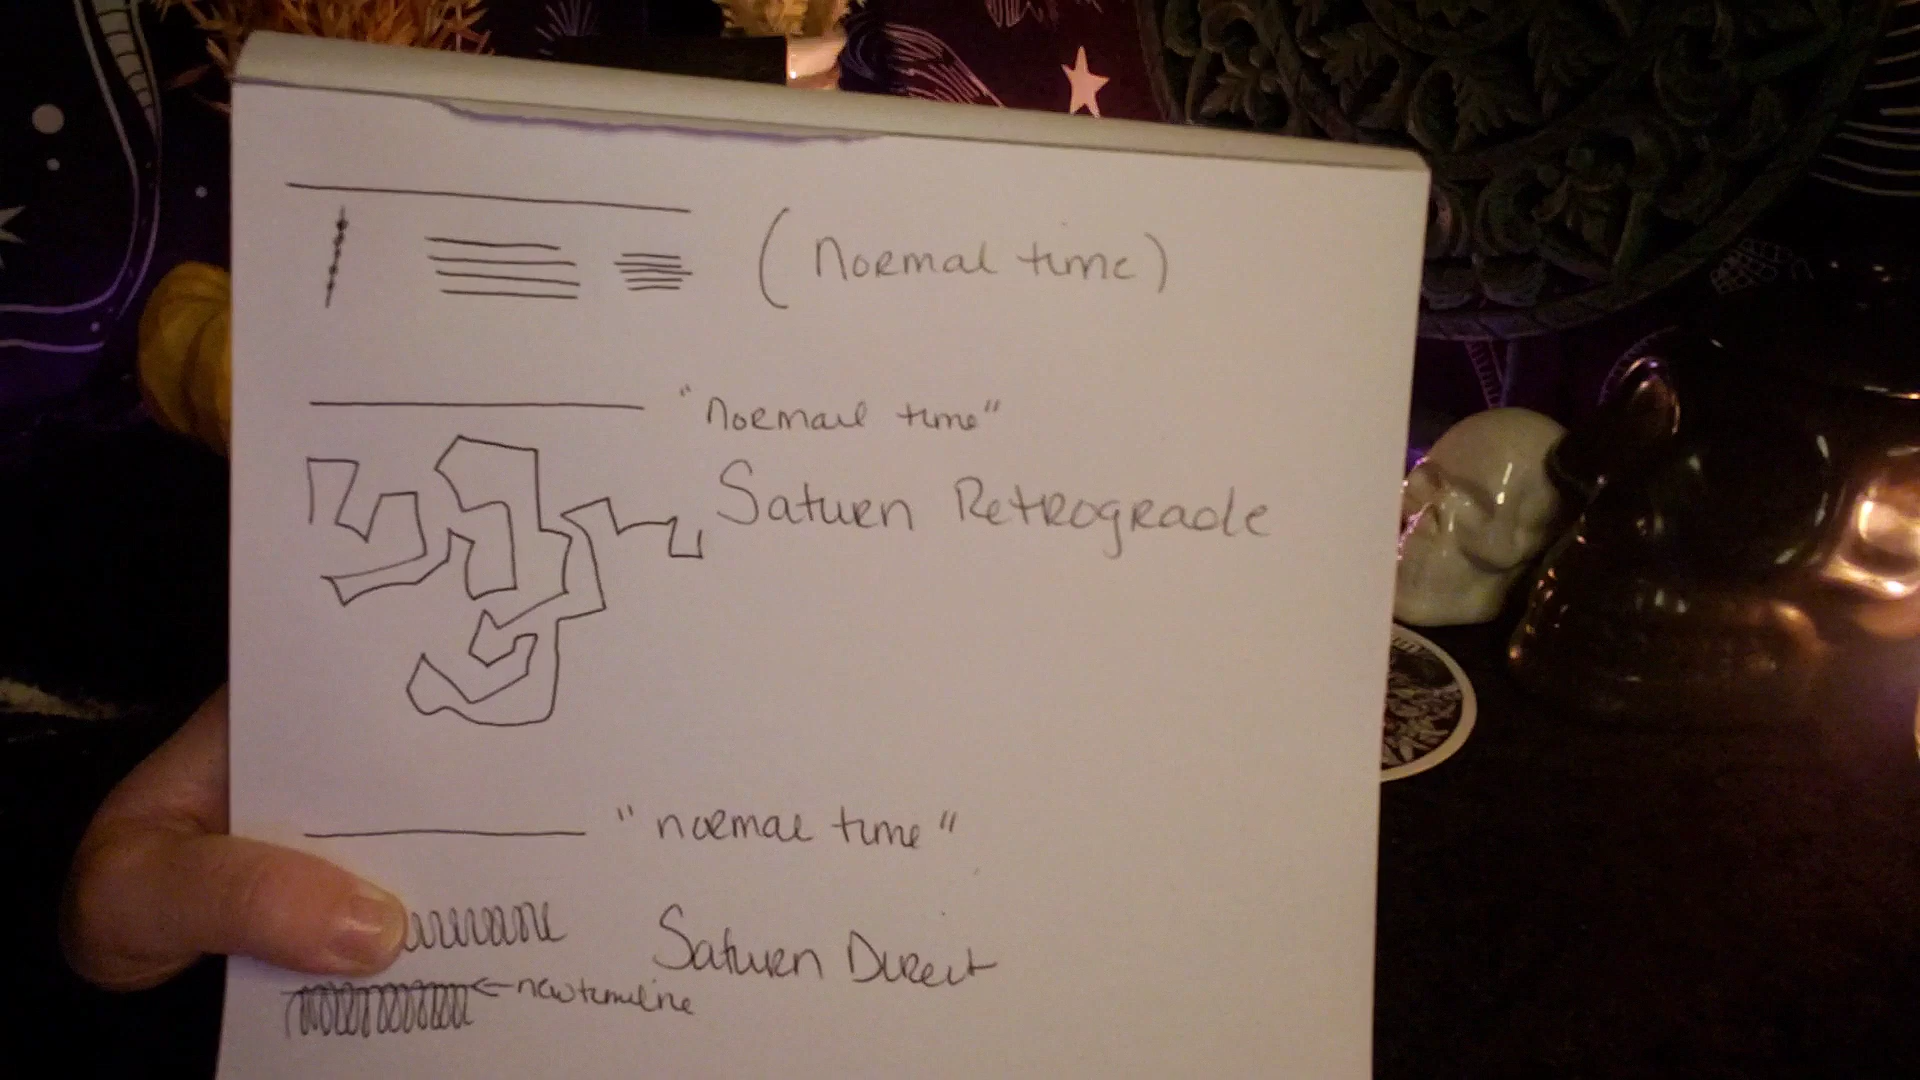 (Normal time)
"normal time"
Saturn Retrograde
"normal time"
Saturn Direct
← new timeline